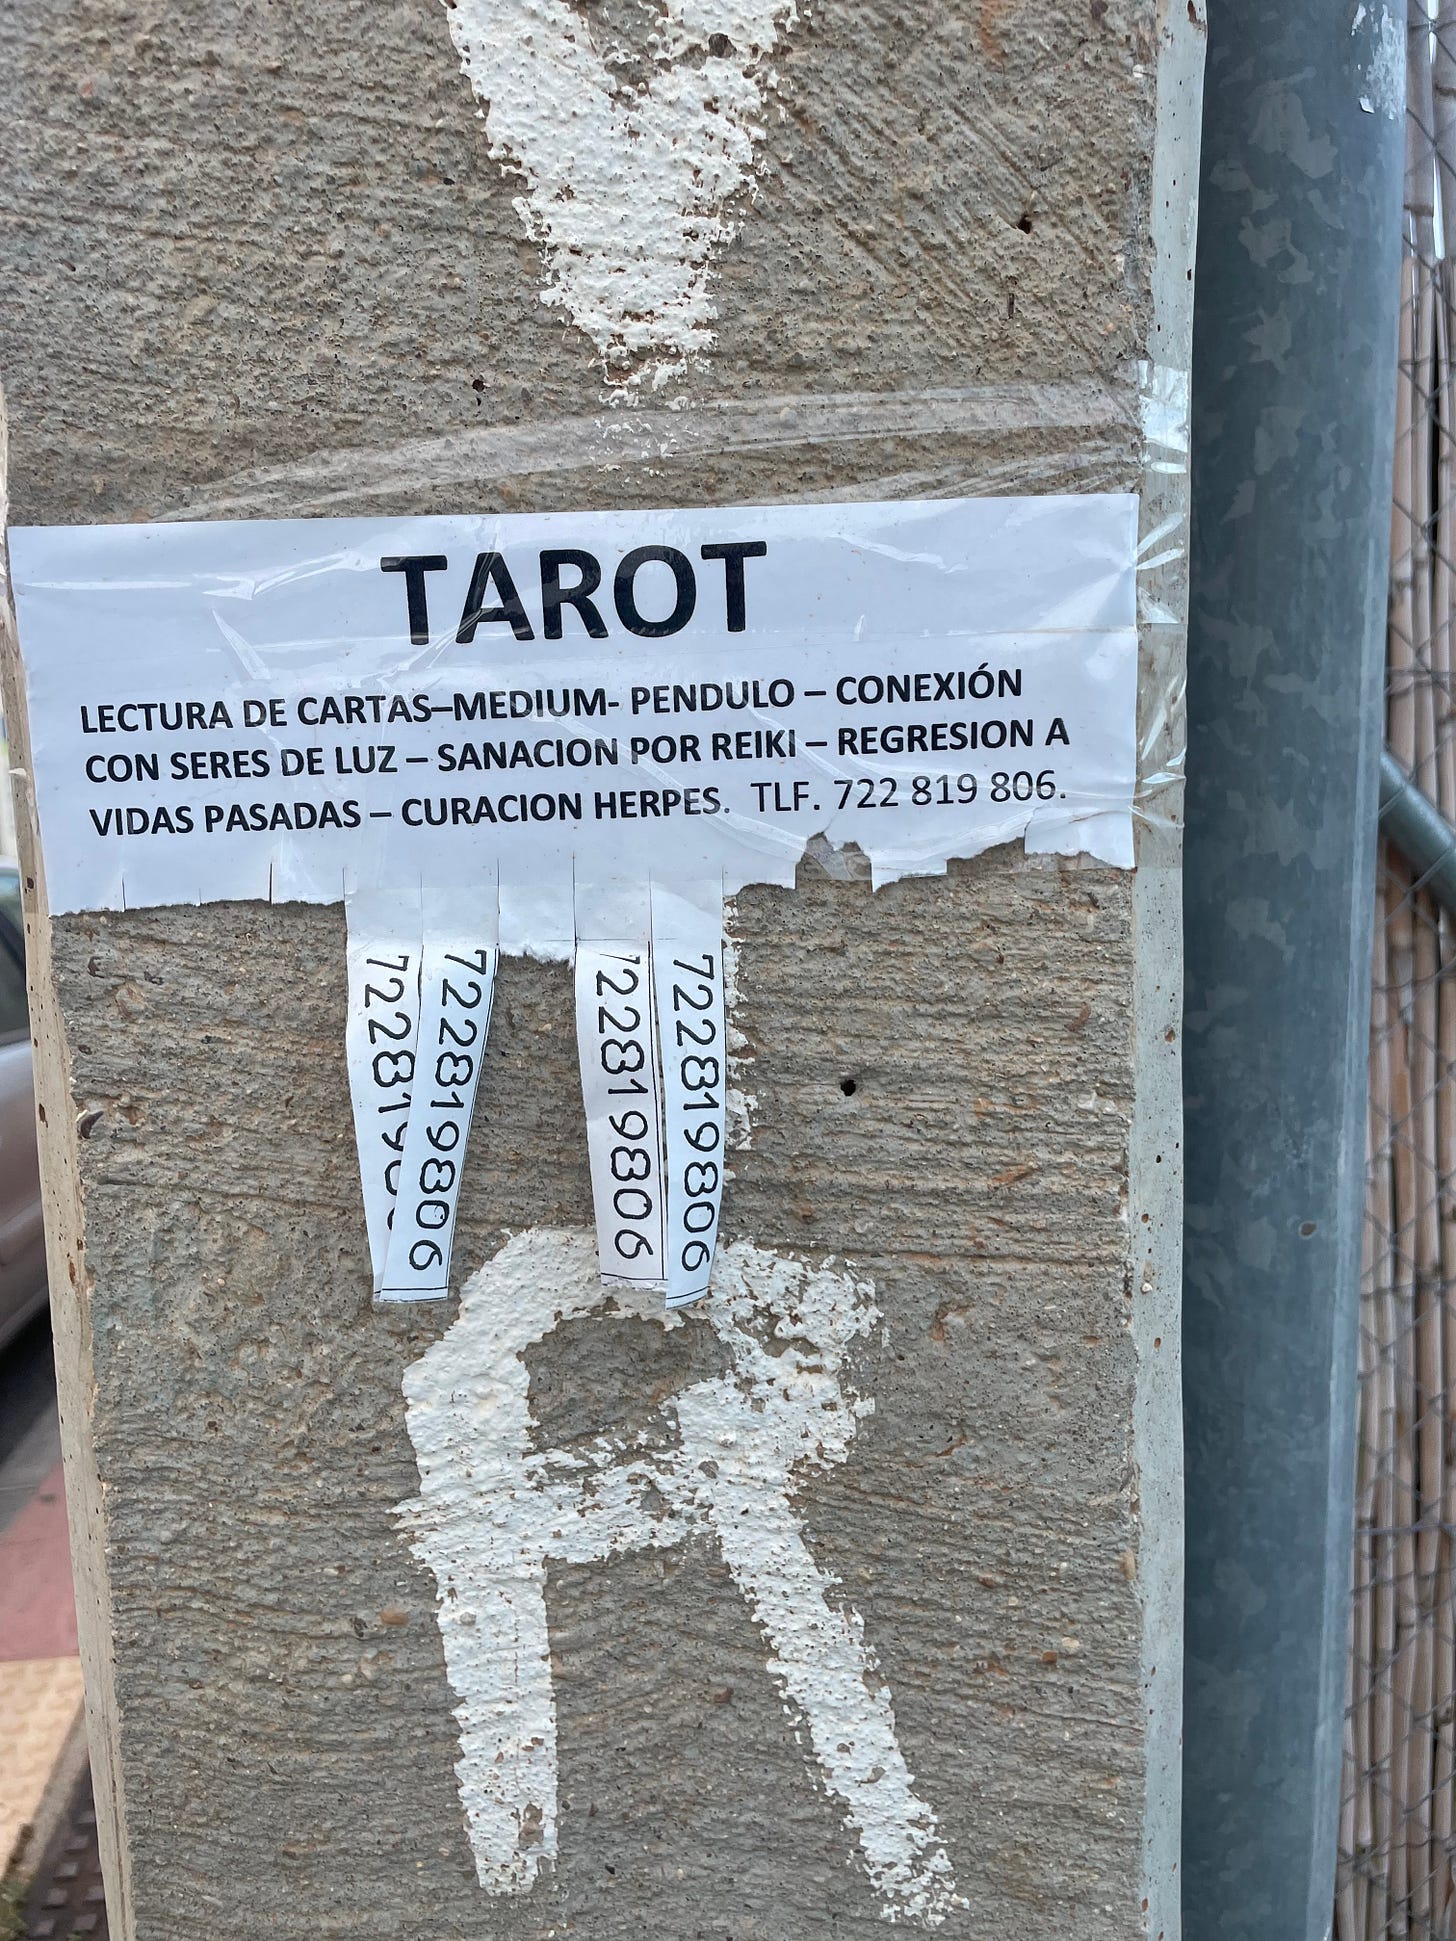 TAROT
LECTURA DE CARTAS–MEDIUM- PENDULO – CONEXIÓN
CON SERES DE LUZ – SANACION POR REIKI – REGRESION A
VIDAS PASADAS – CURACION HERPES. TLF. 722 819 806.
722819
722819806
722819806
722819806
R